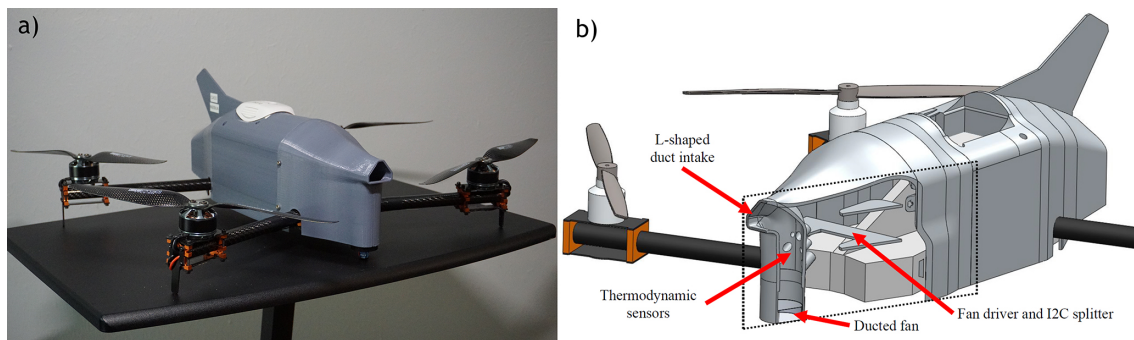 a)
b)
L-shaped
duct intake
Thermodynamic
sensors
Ducted fan
Fan driver and I2C splitter